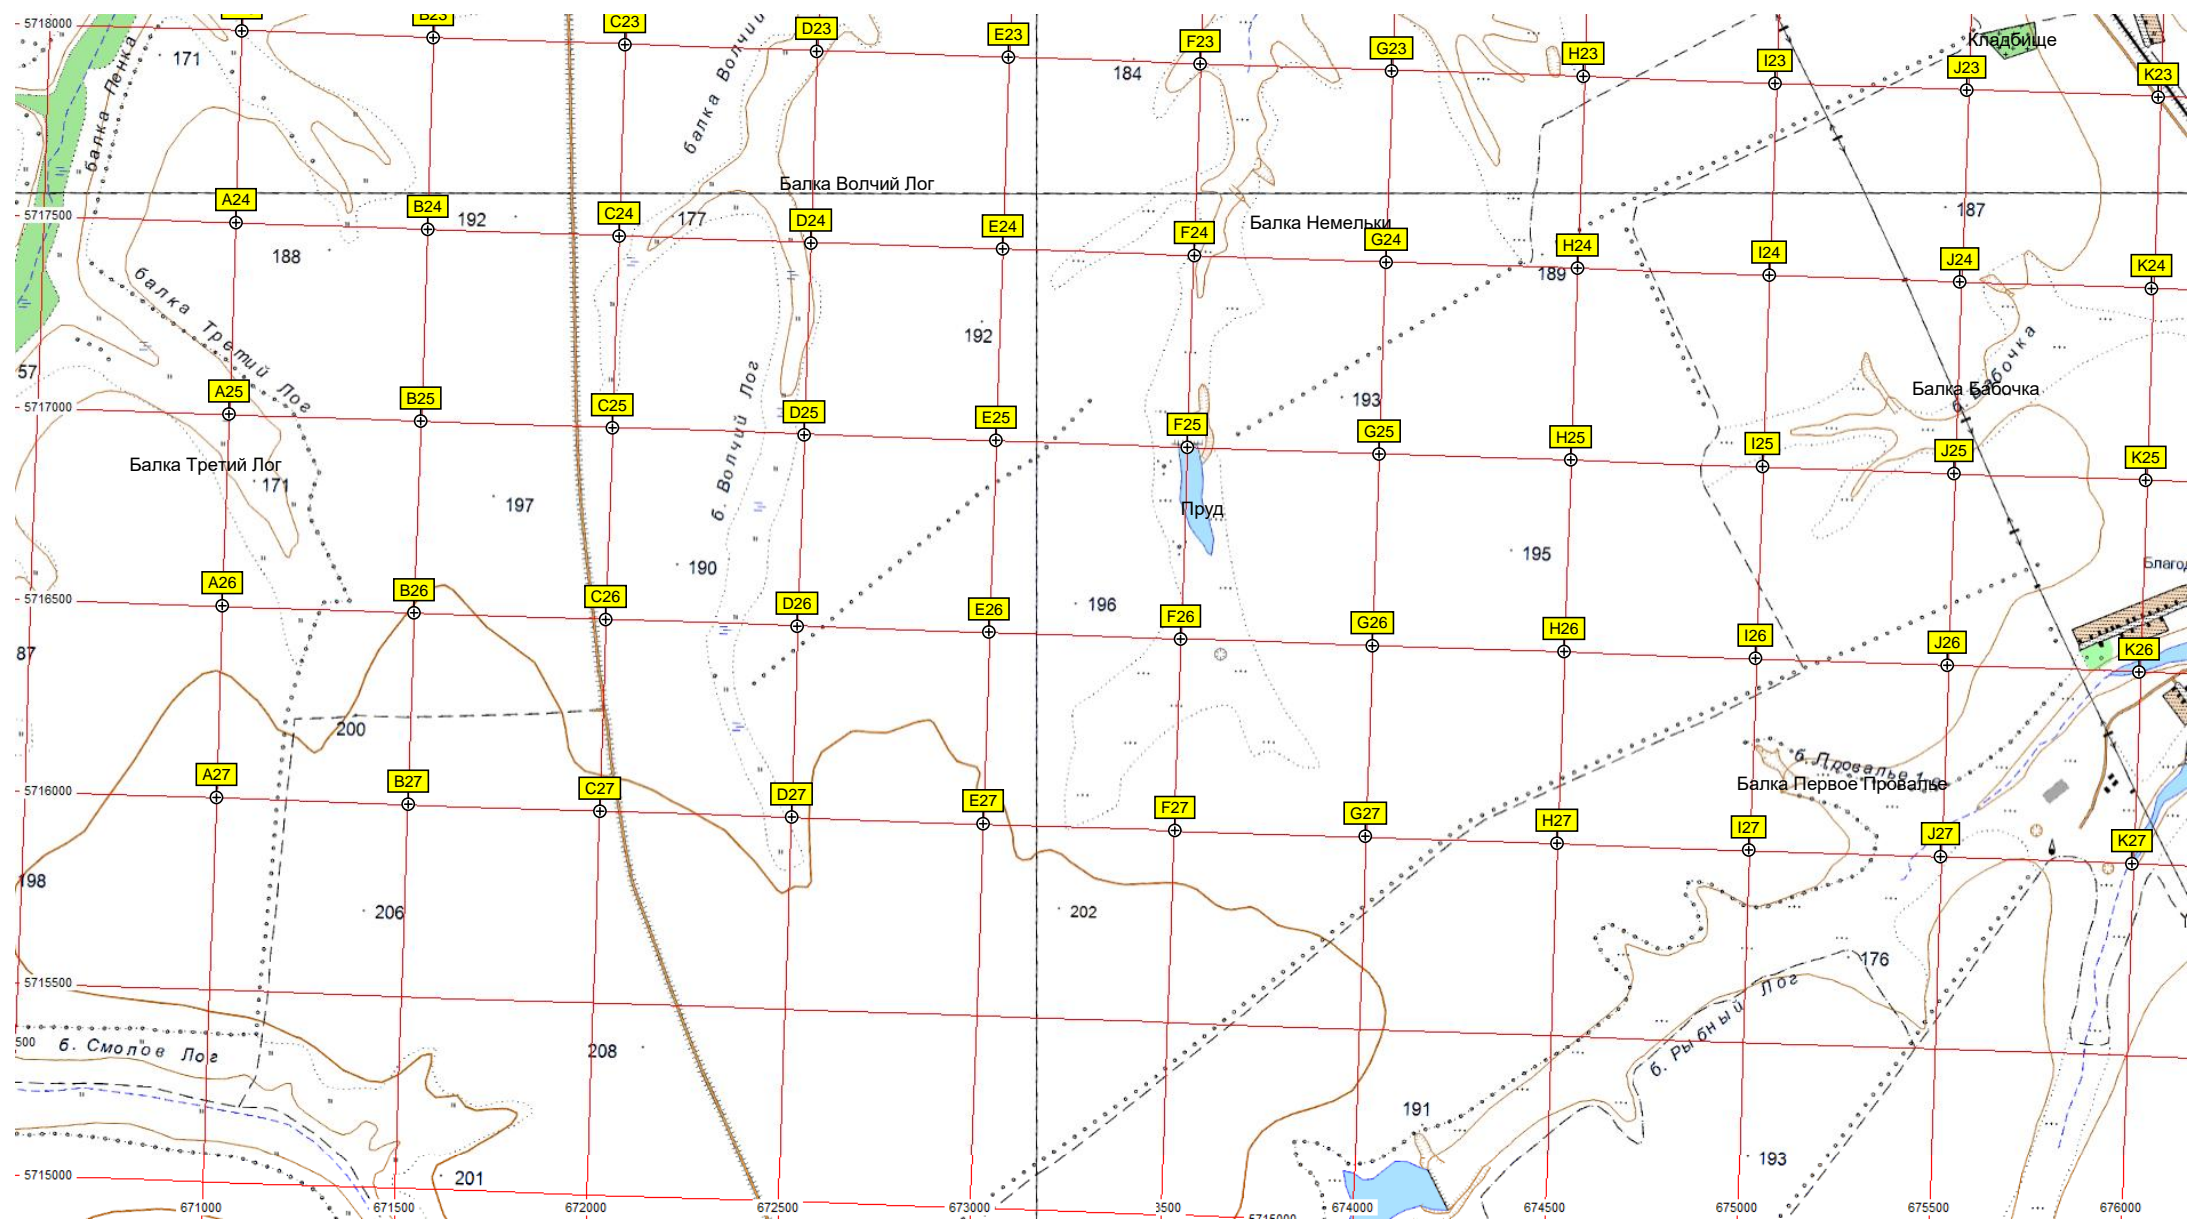 5718000
B23
C23
D23
E23
F23
G23
H23
I23
J23
K23
Кладбище
171
184
балка Пенка
балка Волчий
5717500
A24
B24
C24
D24
E24
F24
G24
H24
I24
J24
K24
Балка Волчий Лог
Балка Немельки
192
177
187
188
189
балка Третий Лог
192
57
5717000
A25
B25
C25
D25
E25
F25
G25
H25
I25
J25
K25
193
б. Бабочка
Балка Бабочка
б. Волчий Лог
Балка Третий Лог
171
197
Пруд
190
195
Благод
5716500
A26
B26
C26
D26
E26
F26
G26
H26
I26
J26
K26
196
87
200
б. Провалье 1-е
Балка Первое Провалье
5716000
A27
B27
C27
D27
E27
F27
G27
H27
I27
J27
K27
198
206
202
176
5715500
б. Рыбный Лог
500
б. Смолов Лог
208
191
193
5715000
201
671000
671500
672000
672500
673000
3500
674000
674500
675000
675500
676000
5715000